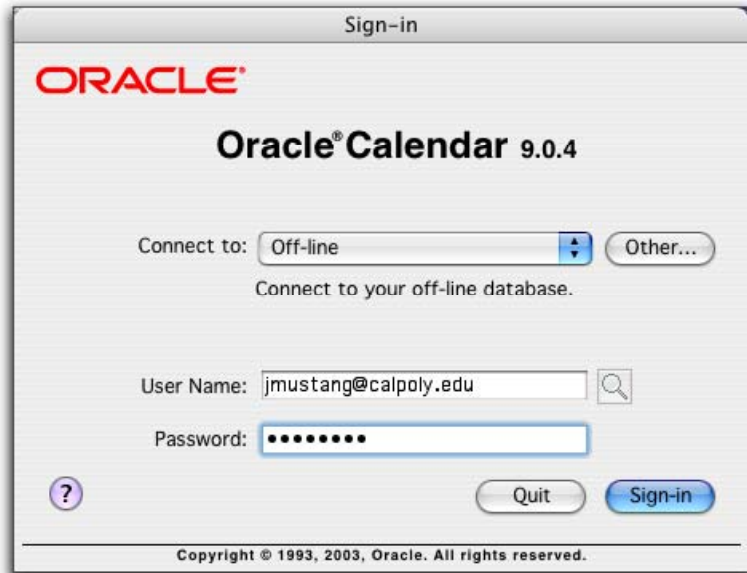 Sign-in
ORACLE®
Oracle® Calendar 9.0.4
Connect to: Off-line Other...
Connect to your off-line database.
User Name: jmustang@calpoly.edu
Password: ••••••••
? Quit Sign-in
Copyright © 1993, 2003, Oracle. All rights reserved.